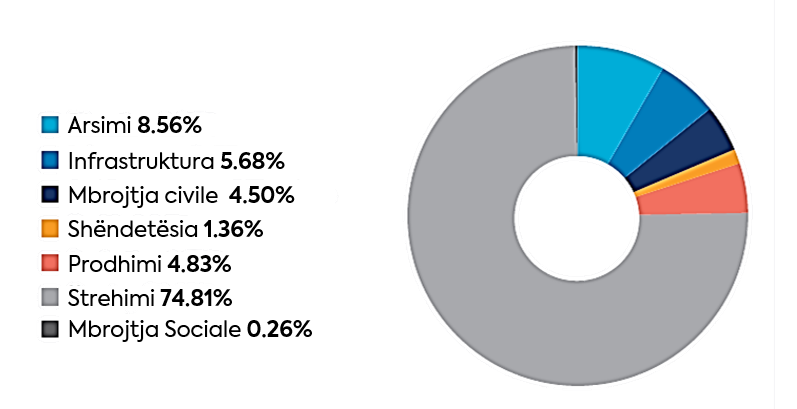 Arsimi 8.56%
Infrastruktura 5.68%
Mbrojtja civile 4.50%
Shëndetësia 1.36%
Prodhimi 4.83%
Strehimi 74.81%
Mbrojtja Sociale 0.26%